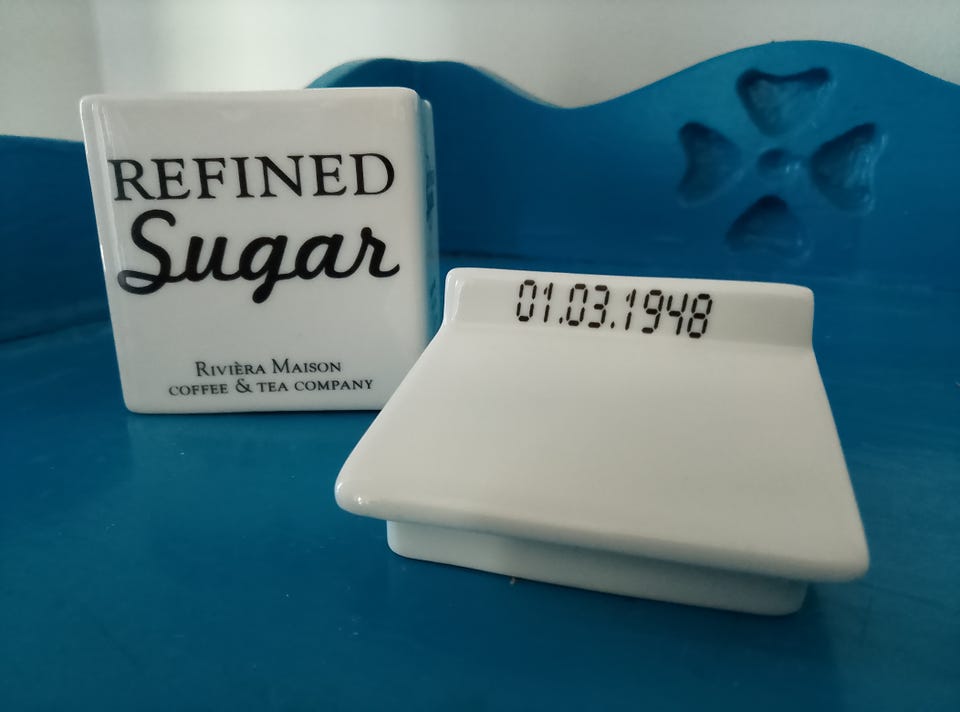 REFINED
Sugar
RIVIÈRA MAISON
COFFEE & TEA COMPANY
01.03.1948